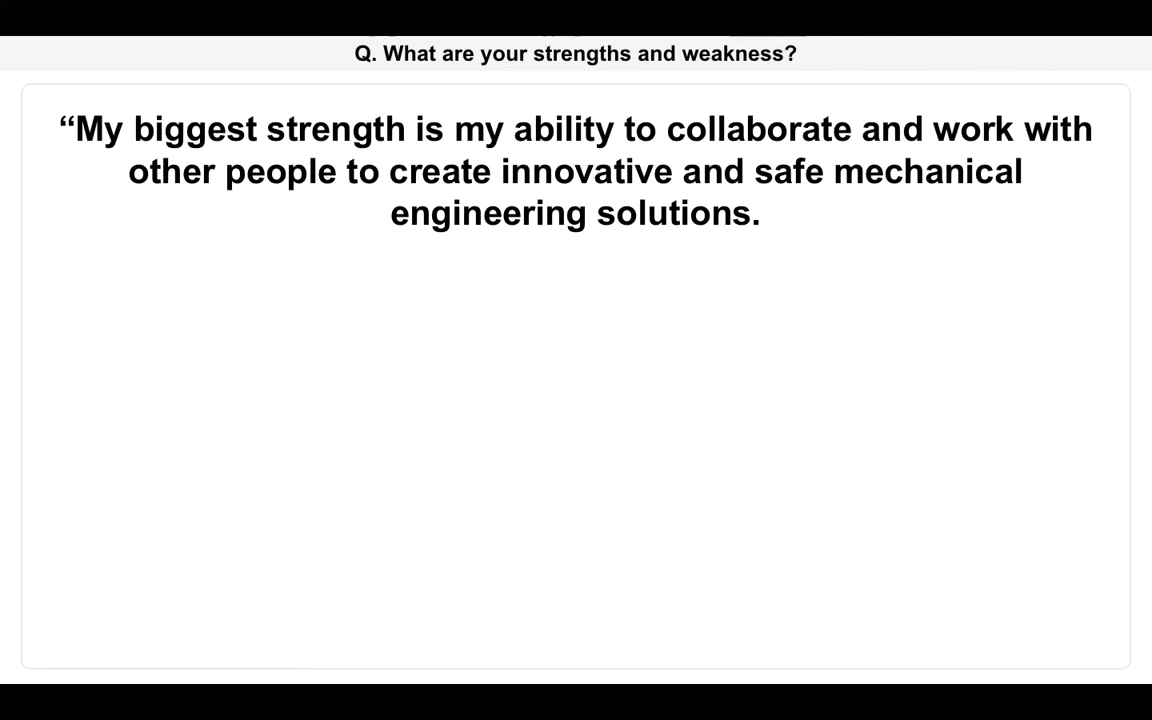 Q. What are your strengths and weakness?
“My biggest strength is my ability to collaborate and work with
other people to create innovative and safe mechanical
engineering solutions.